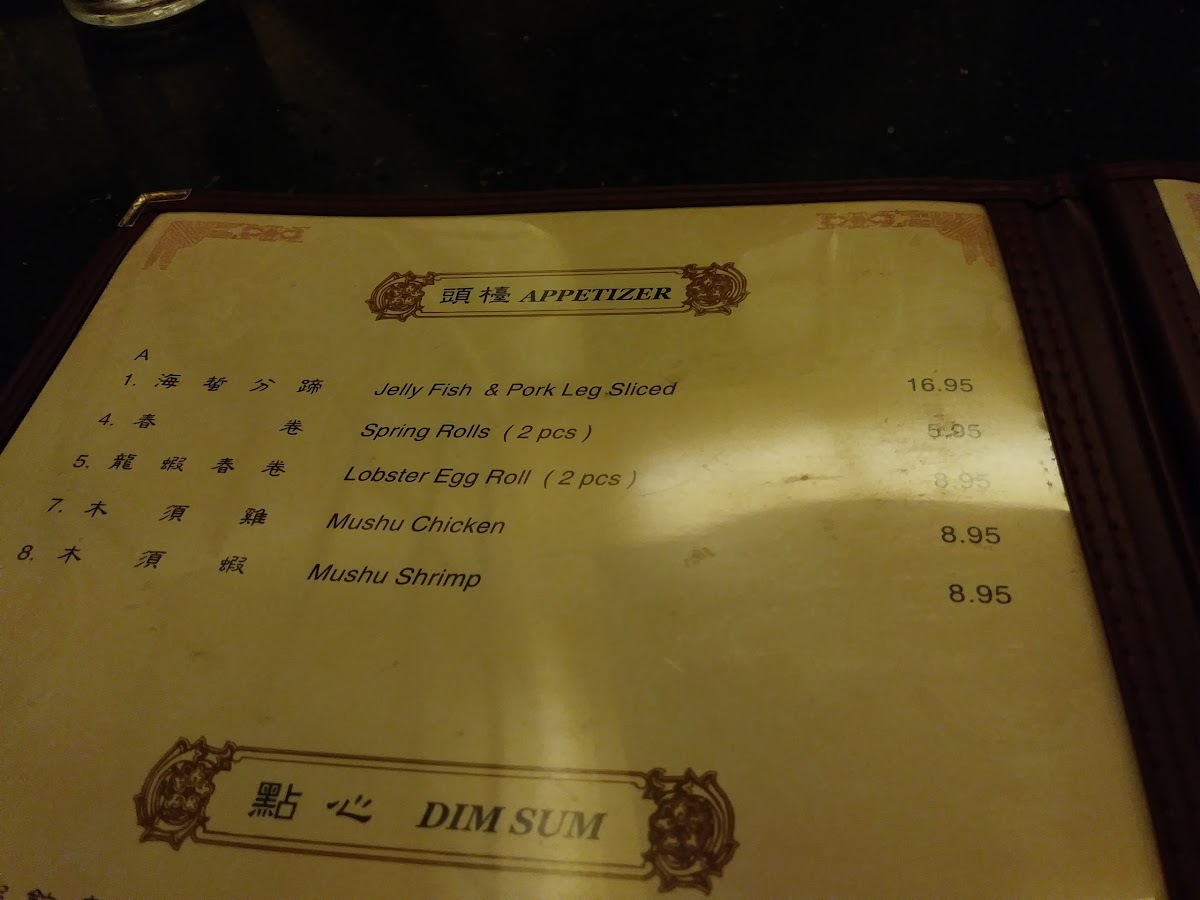 頭檯 APPETIZER
A
1. 海蜇分蹄 Jelly Fish & Pork Leg Sliced 16.95
4. 春卷 Spring Rolls ( 2 pcs ) 5.95
5. 龍蝦春卷 Lobster Egg Roll ( 2 pcs ) 8.95
7. 木須雞 Mushu Chicken 8.95
8. 木須蝦 Mushu Shrimp 8.95
點心 DIM SUM